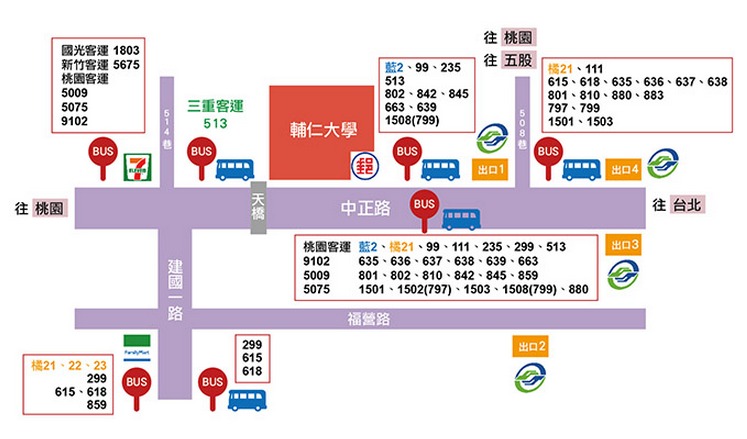 往 桃園
往 五股
國光客運 1803
新竹客運 5675
桃園客運
5009
5075
9102
BUS
7
ELEVEN
514巷
三重客運
513
BUS
輔仁大學
郵
藍2、99、235
513
802、842、845
663、639
1508(799)
BUS
出口1
508巷
橘21、111
615、618、635、636、637、638
801、810、880、883
797、799
1501、1503
BUS
出口4
往 桃園
天橋
中正路
BUS
往 台北
桃園客運 藍2、橘21、99、111、235、299、513
9102 635、636、637、638、639、663
5009 801、802、810、842、845、859
5075 1501、1502(797)、1503、1508(799)、880
出口3
建國一路
福營路
FamilyMart
橘21、22、23
299
615、618
859
BUS
BUS
299
615
618
出口2